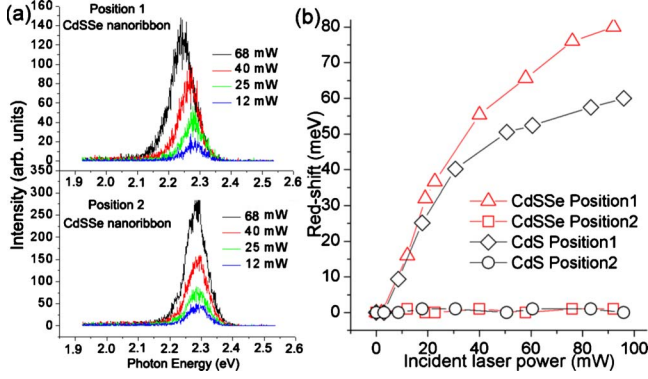 (a)
Position 1
CdSSe nanoribbon
68 mW
40 mW
25 mW
12 mW
160
140
120
100
80
60
40
20
0
1.9 2.0 2.1 2.2 2.3 2.4 2.5 2.6
Position 2
CdSSe nanoribbon
68 mW
40 mW
25 mW
12 mW
350
300
250
200
150
100
50
0
1.9 2.0 2.1 2.2 2.3 2.4 2.5 2.6
Photon Energy (eV)
Intensity (arb. units)
(b)
80
70
60
50
40
30
20
10
0
Red-shift (meV)
CdSSe Position1
CdSSe Position2
CdS Position1
CdS Position2
0 20 40 60 80 100
Incident laser power (mW)